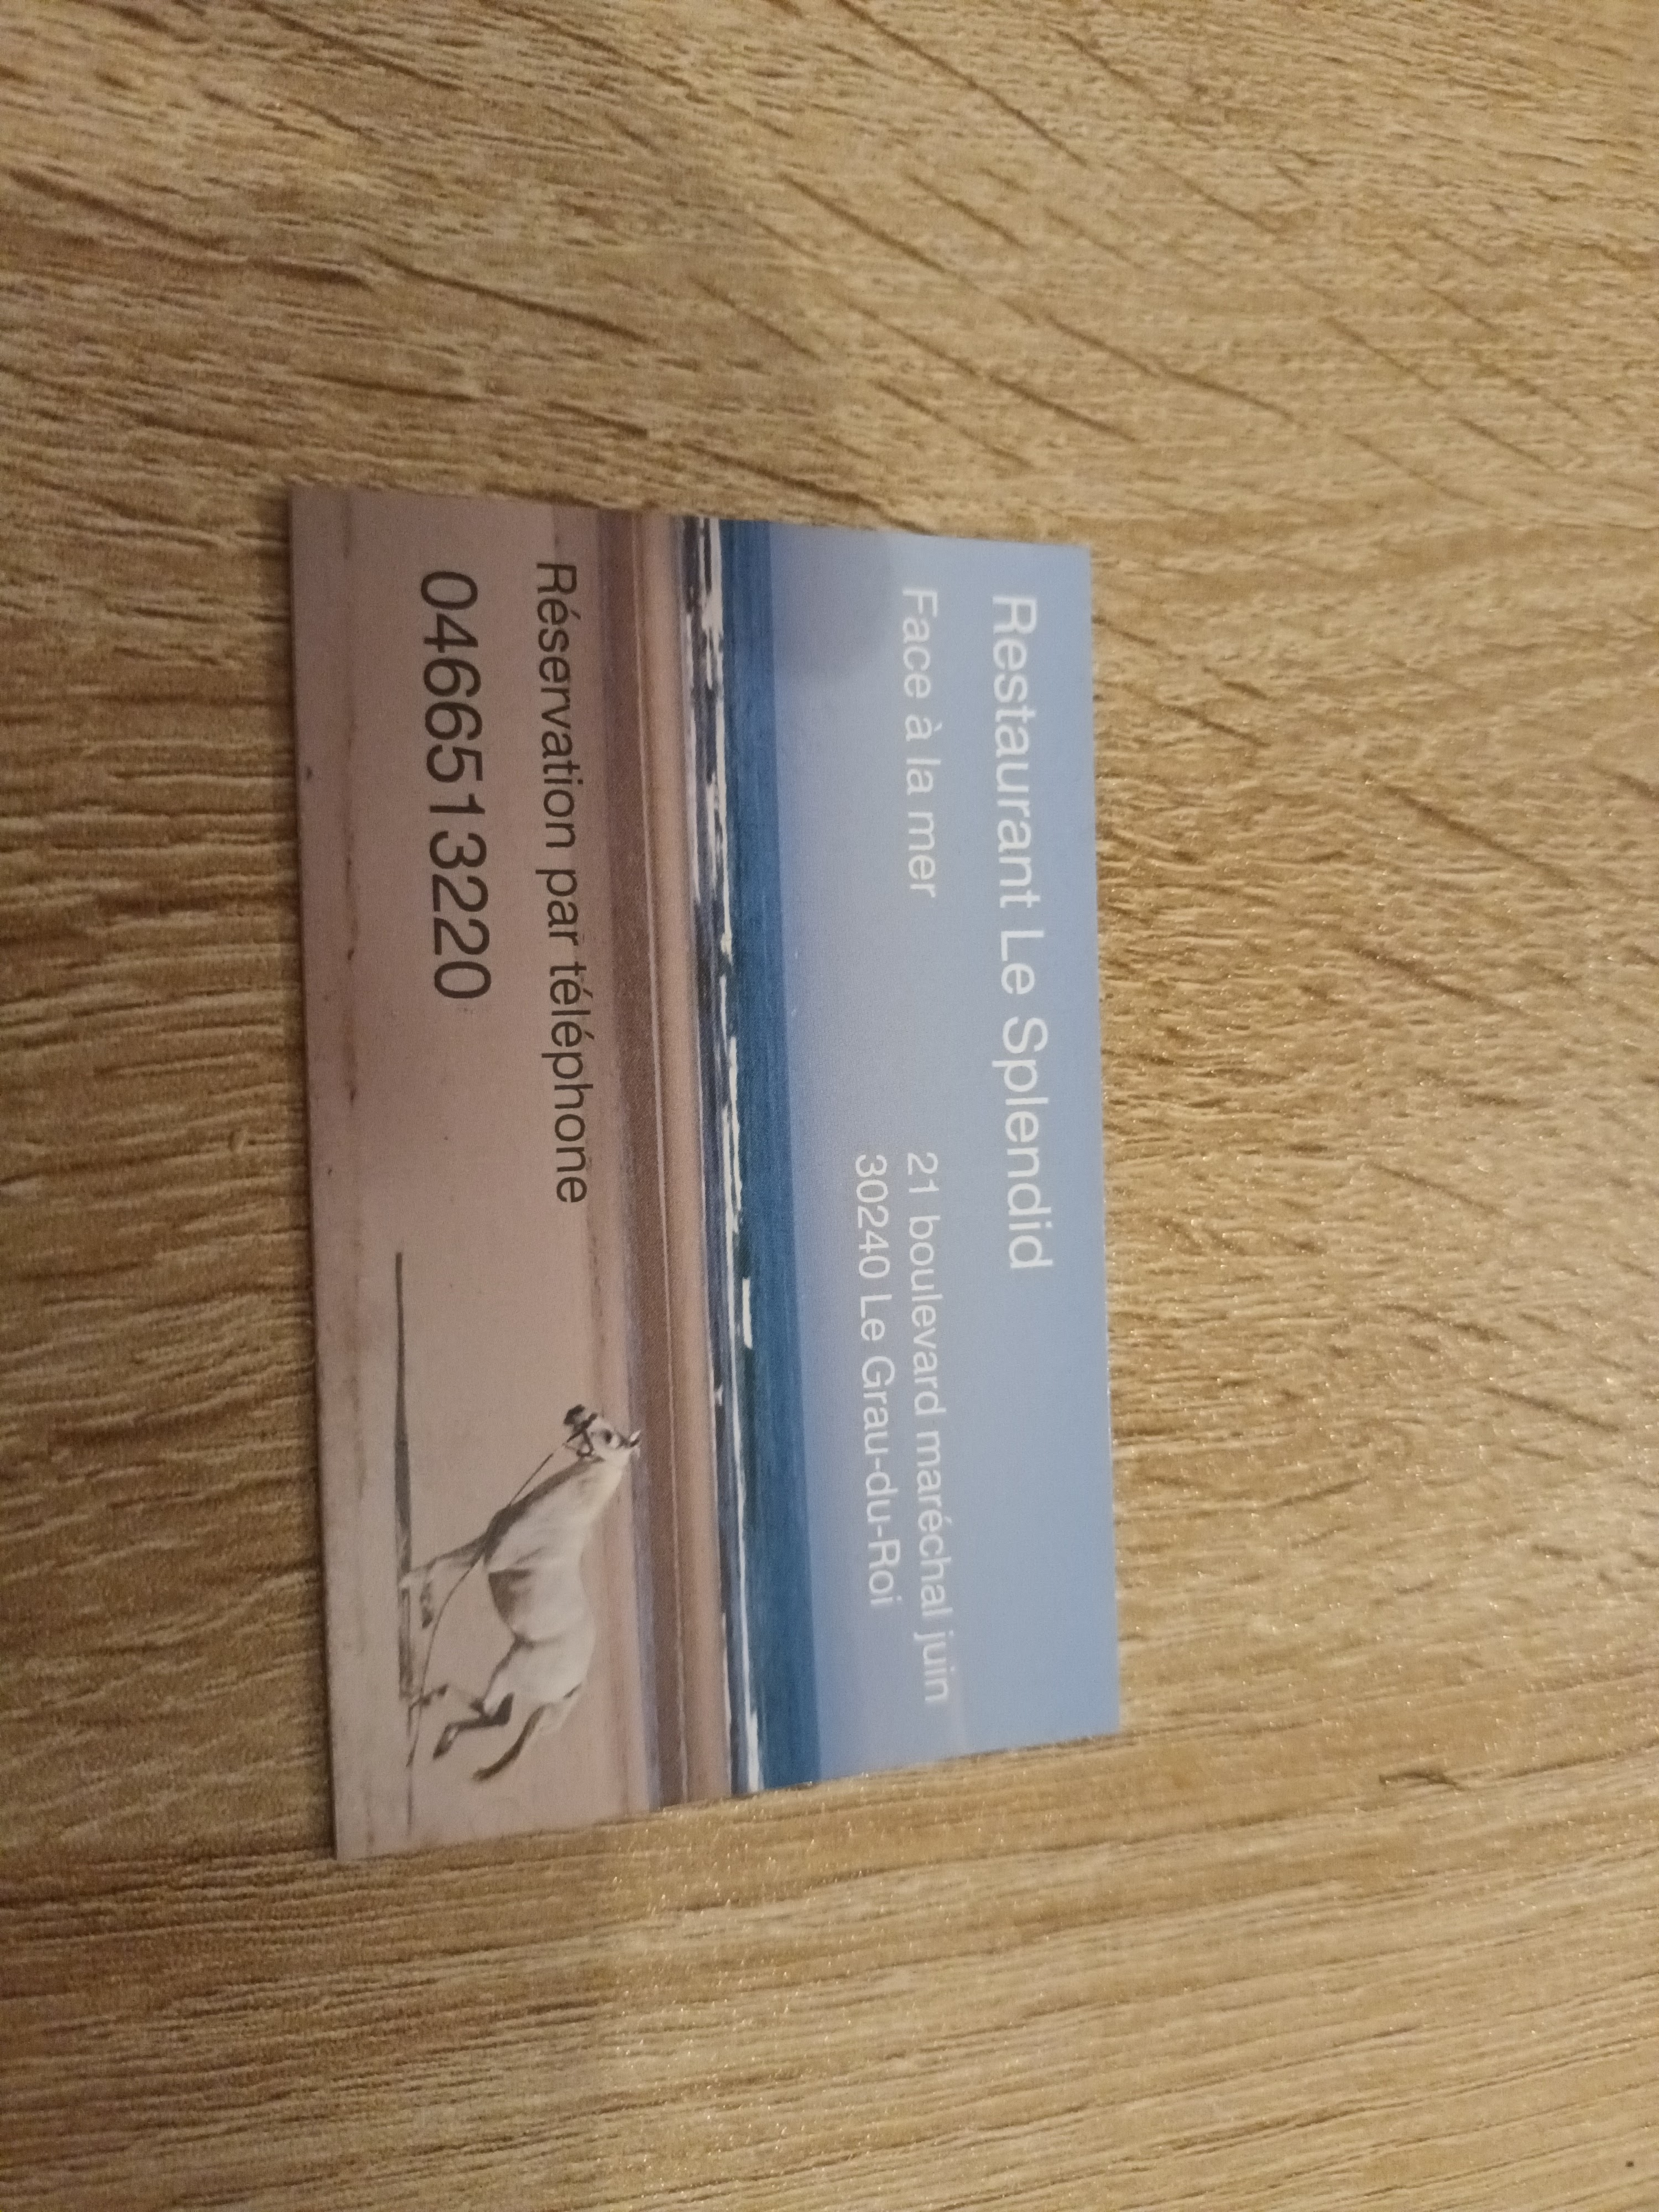 Restaurant Le Splendid
Face à la mer
21 boulevard maréchal juin
30240 Le Grau-du-Roi
Réservation par téléphone
0466513220